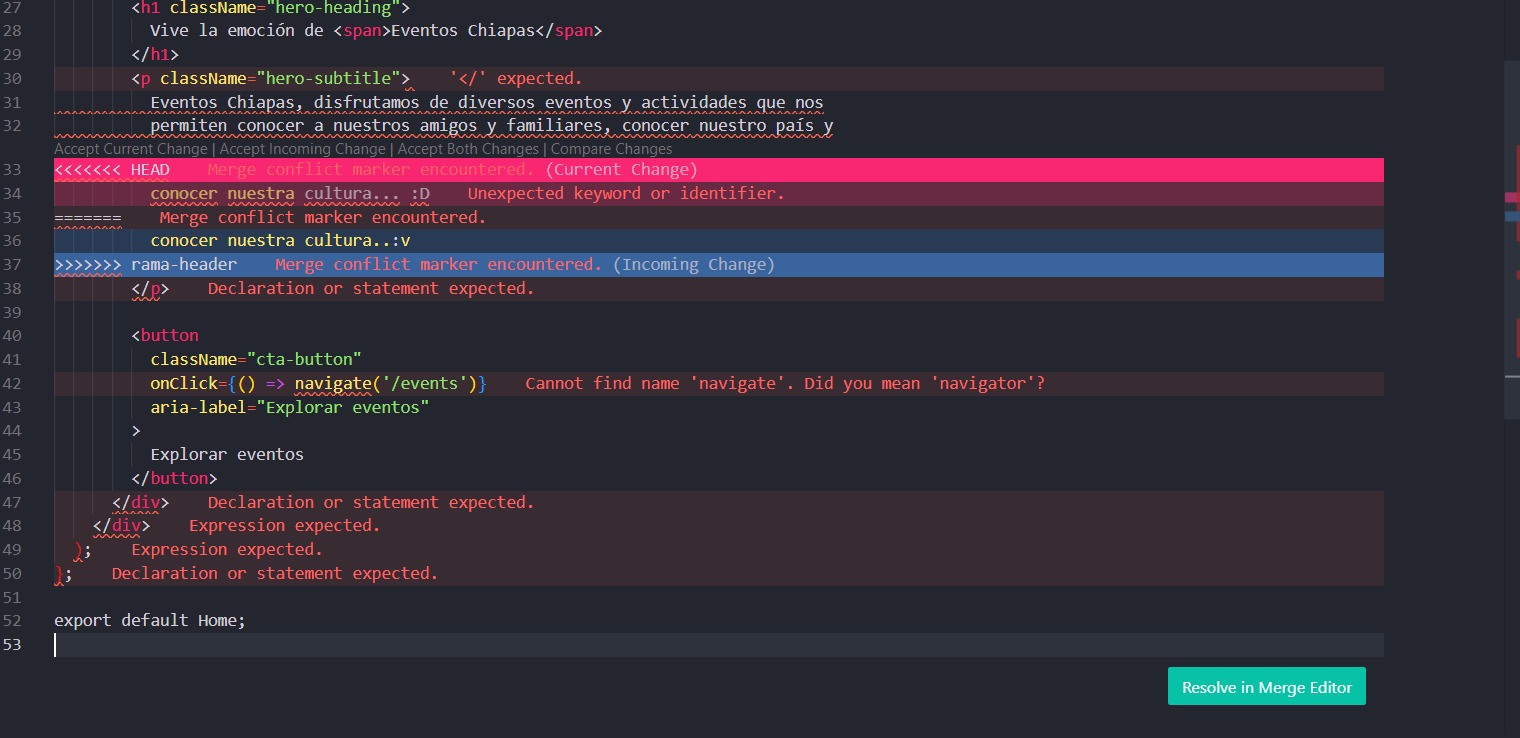 27 <h1 className="hero-heading">
28 Vive la emoción de <span>Eventos Chiapas</span>
29 </h1>
30 <p className="hero-subtitle"> '</' expected.
31 Eventos Chiapas, disfrutamos de diversos eventos y actividades que nos
32 permiten conocer a nuestros amigos y familiares, conocer nuestro país y
Accept Current Change | Accept Incoming Change | Accept Both Changes | Compare Changes
33 <<<<<<< HEAD Merge conflict marker encountered. (Current Change)
34 conocer nuestra cultura... :D Unexpected keyword or identifier.
35 ======= Merge conflict marker encountered.
36 conocer nuestra cultura..:v
37 >>>>>>> rama-header Merge conflict marker encountered. (Incoming Change)
38 </p> Declaration or statement expected.
39
40 <button
41 className="cta-button"
42 onClick={() => navigate('/events')} Cannot find name 'navigate'. Did you mean 'navigator'?
43 aria-label="Explorar eventos"
44 >
45 Explorar eventos
46 </button>
47 </div> Declaration or statement expected.
48 </div> Expression expected.
49 ); Expression expected.
50 }; Declaration or statement expected.
51
52 export default Home;
53
Resolve in Merge Editor